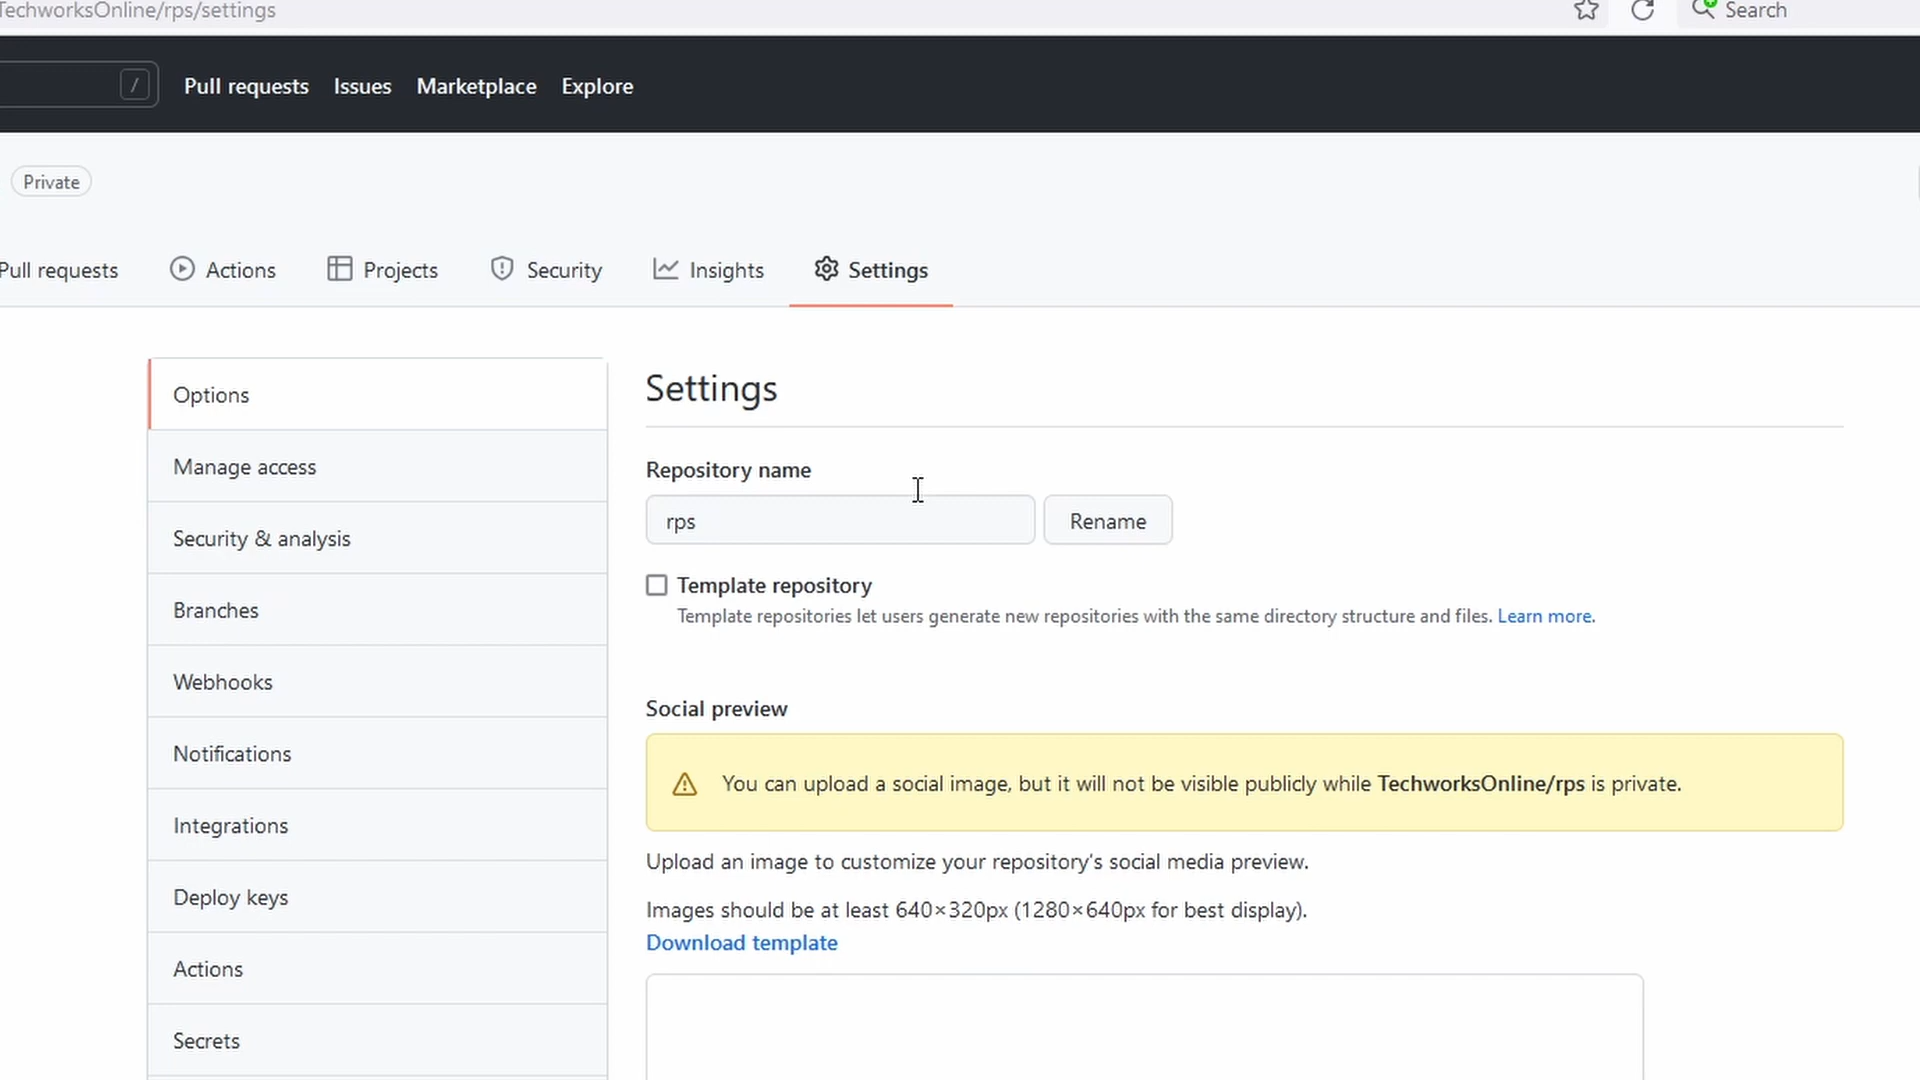 TechworksOnline/rps/settings
Search
/
Pull requests Issues Marketplace Explore
Private
Pull requests Actions Projects Security Insights Settings
Options
Manage access
Security & analysis
Branches
Webhooks
Notifications
Integrations
Deploy keys
Actions
Secrets
Settings
Repository name
rps
Rename
Template repository
Template repositories let users generate new repositories with the same directory structure and files. Learn more.
Social preview
You can upload a social image, but it will not be visible publicly while TechworksOnline/rps is private.
Upload an image to customize your repository's social media preview.
Images should be at least 640×320px (1280×640px for best display).
Download template